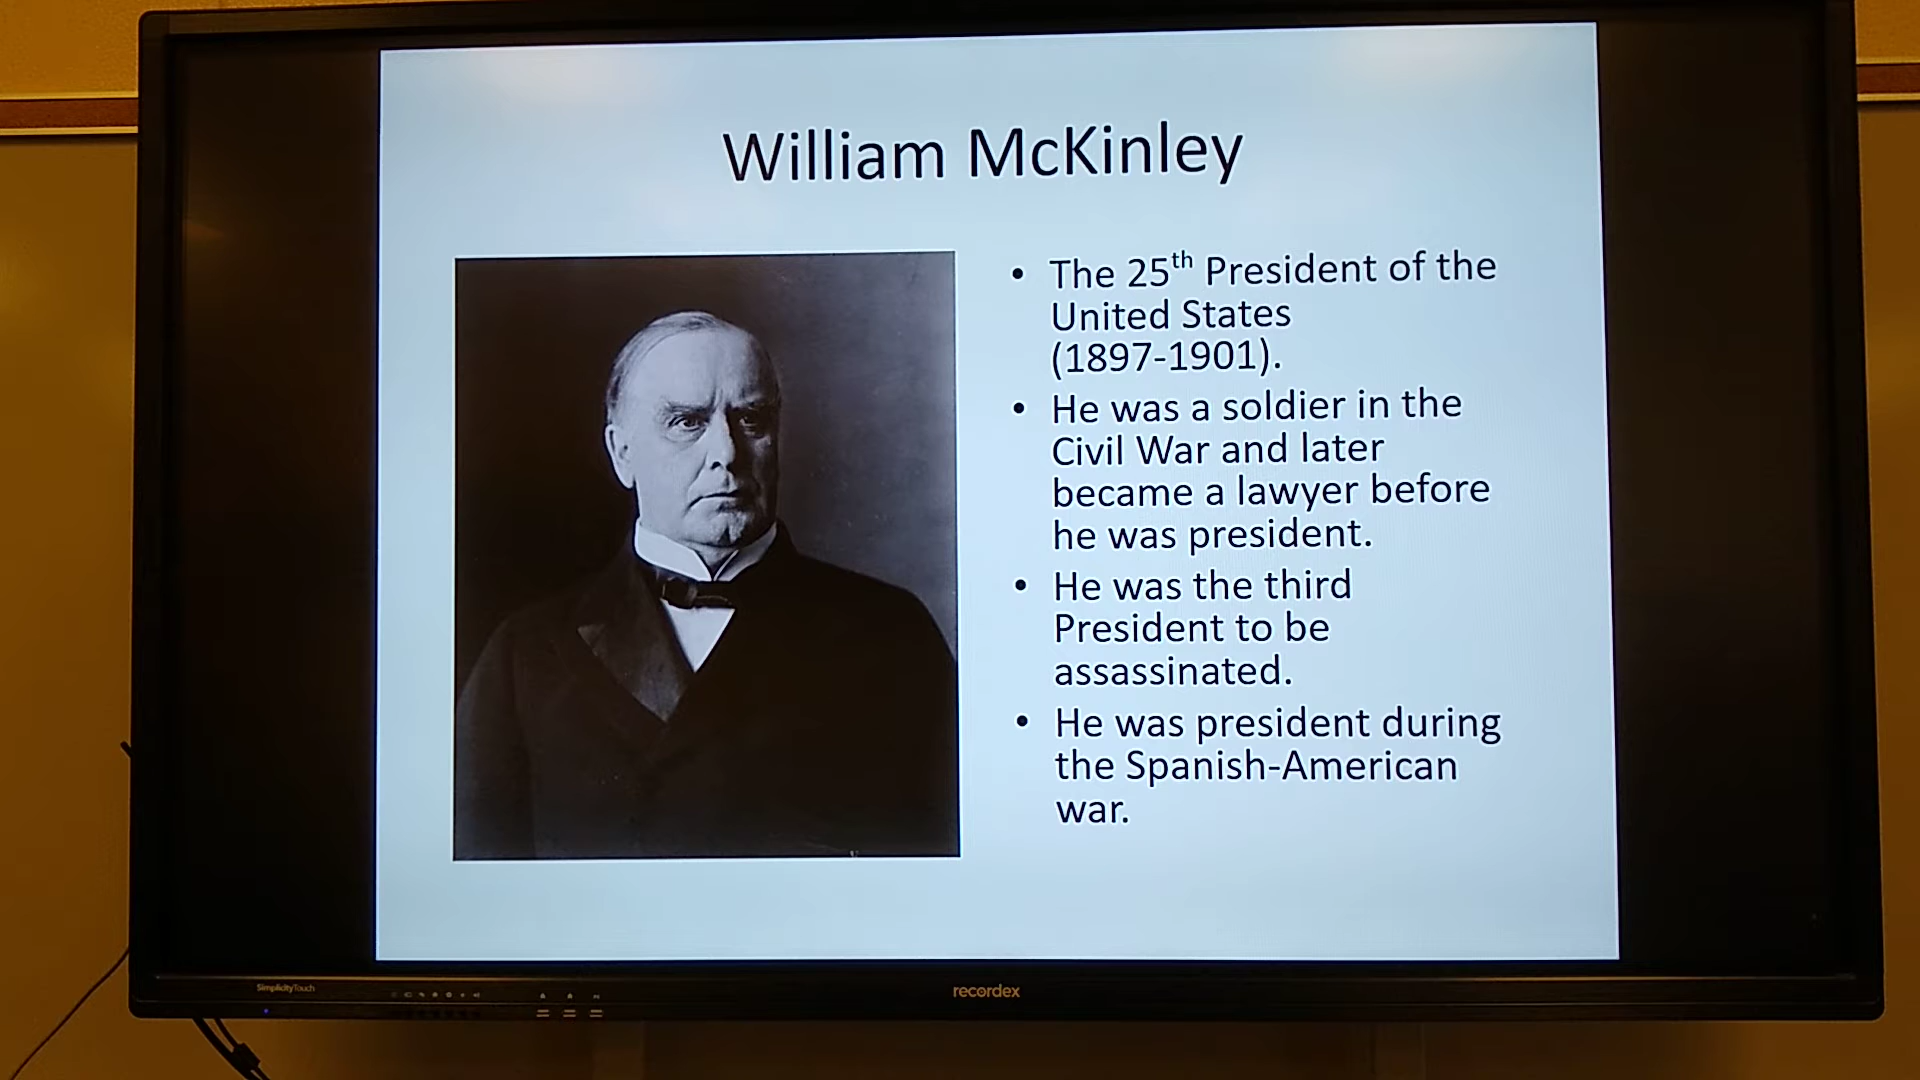 William McKinley
• The 25th President of the
United States
(1897-1901).
• He was a soldier in the
Civil War and later
became a lawyer before
he was president.
• He was the third
President to be
assassinated.
• He was president during
the Spanish-American
war.
SimplicityTouch
recordex